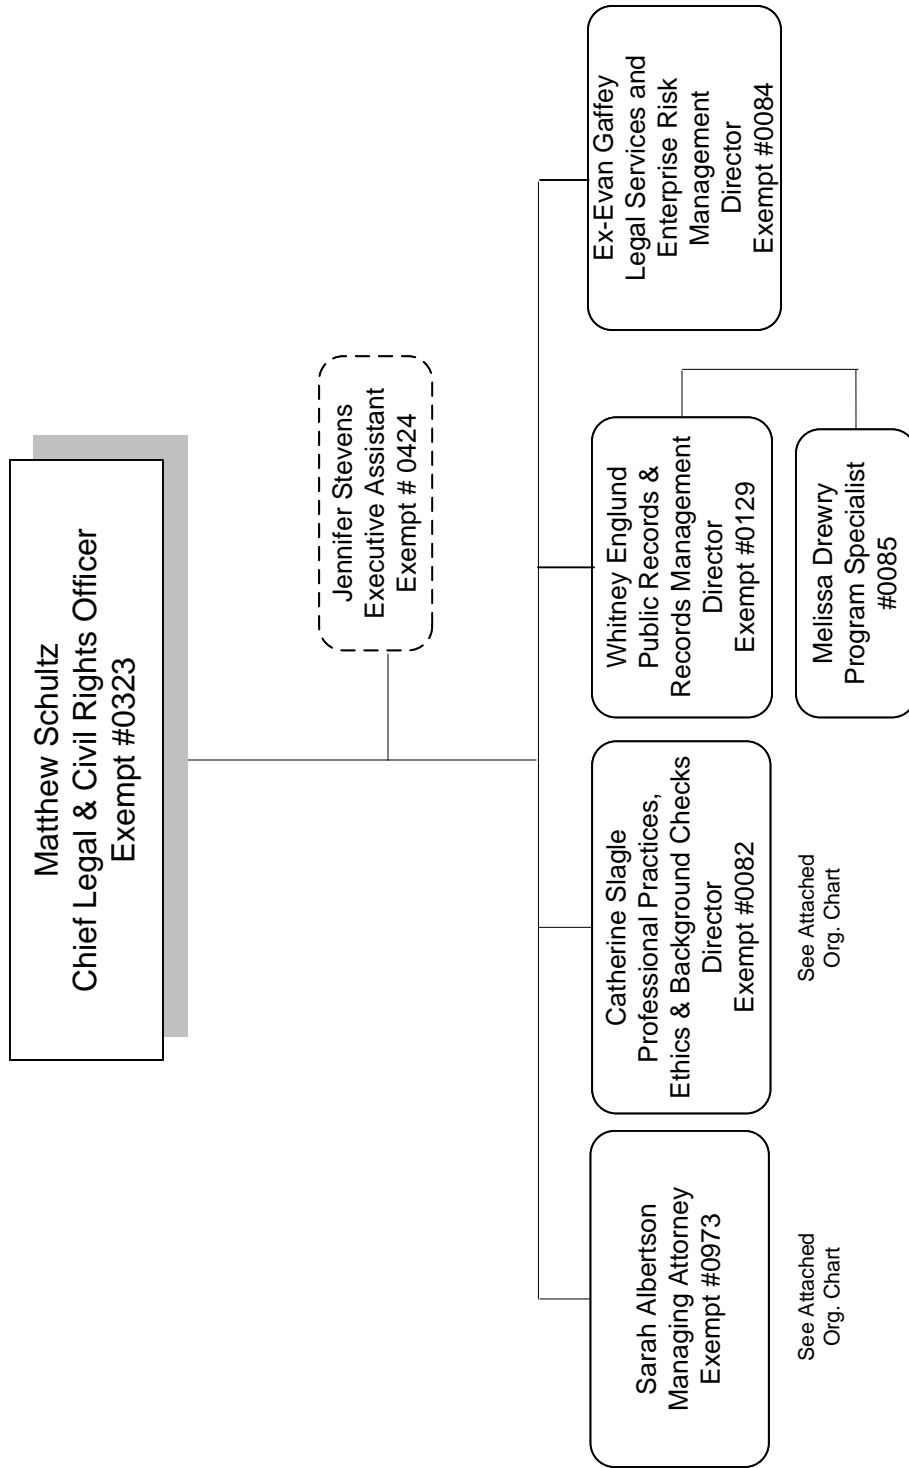 Matthew Schultz
Chief Legal & Civil Rights Officer
Exempt #0323
Jennifer Stevens
Executive Assistant
Exempt # 0424
Sarah Albertson
Managing Attorney
Exempt #0973
See Attached
Org. Chart
Catherine Slagle
Professional Practices,
Ethics & Background Checks
Director
Exempt #0082
See Attached
Org. Chart
Whitney Englund
Public Records &
Records Management
Director
Exempt #0129
Melissa Drewry
Program Specialist
#0085
Ex-Evan Gaffey
Legal Services and
Enterprise Risk
Management
Director
Exempt #0084